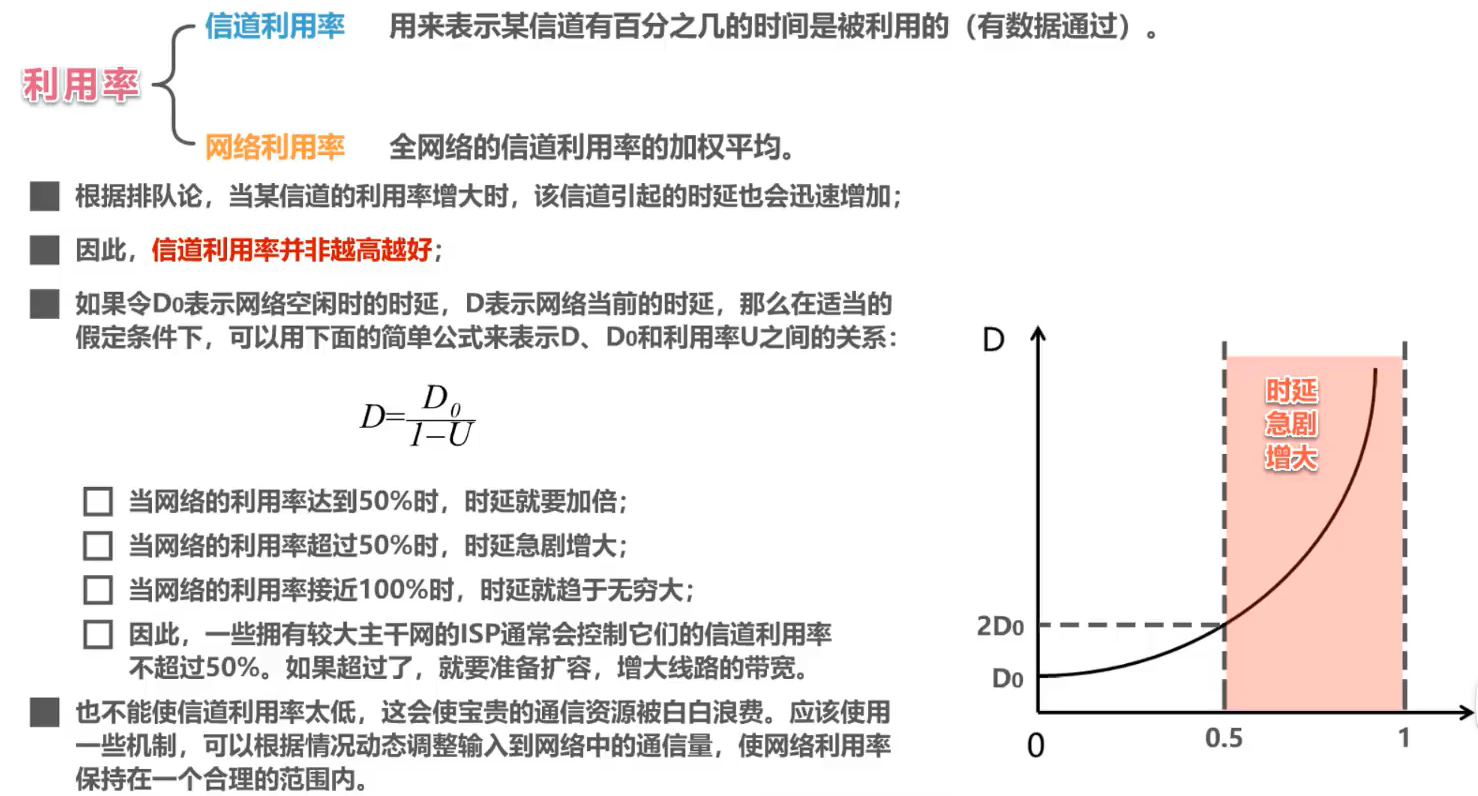 信道利用率 用来表示某信道有百分之几的时间是被利用的（有数据通过）。
利用率
网络利用率 全网络的信道利用率的加权平均。
根据排队论，当某信道的利用率增大时，该信道引起的时延也会迅速增加；
因此，信道利用率并非越高越好；
如果令D0表示网络空闲时的时延，D表示网络当前的时延，那么在适当的
假定条件下，可以用下面的简单公式来表示D、D0和利用率U之间的关系：
D=D0/1-U
当网络的利用率达到50%时，时延就要加倍；
当网络的利用率超过50%时，时延急剧增大；
当网络的利用率接近100%时，时延就趋于无穷大；
因此，一些拥有较大主干网的ISP通常会控制它们的信道利用率
不超过50%。如果超过了，就要准备扩容，增大线路的带宽。
也不能使信道利用率太低，这会使宝贵的通信资源被白白浪费。应该使用
一些机制，可以根据情况动态调整输入到网络中的通信量，使网络利用率
保持在一个合理的范围内。
D
时延
急剧
增大
2D0
D0
0 0.5 1